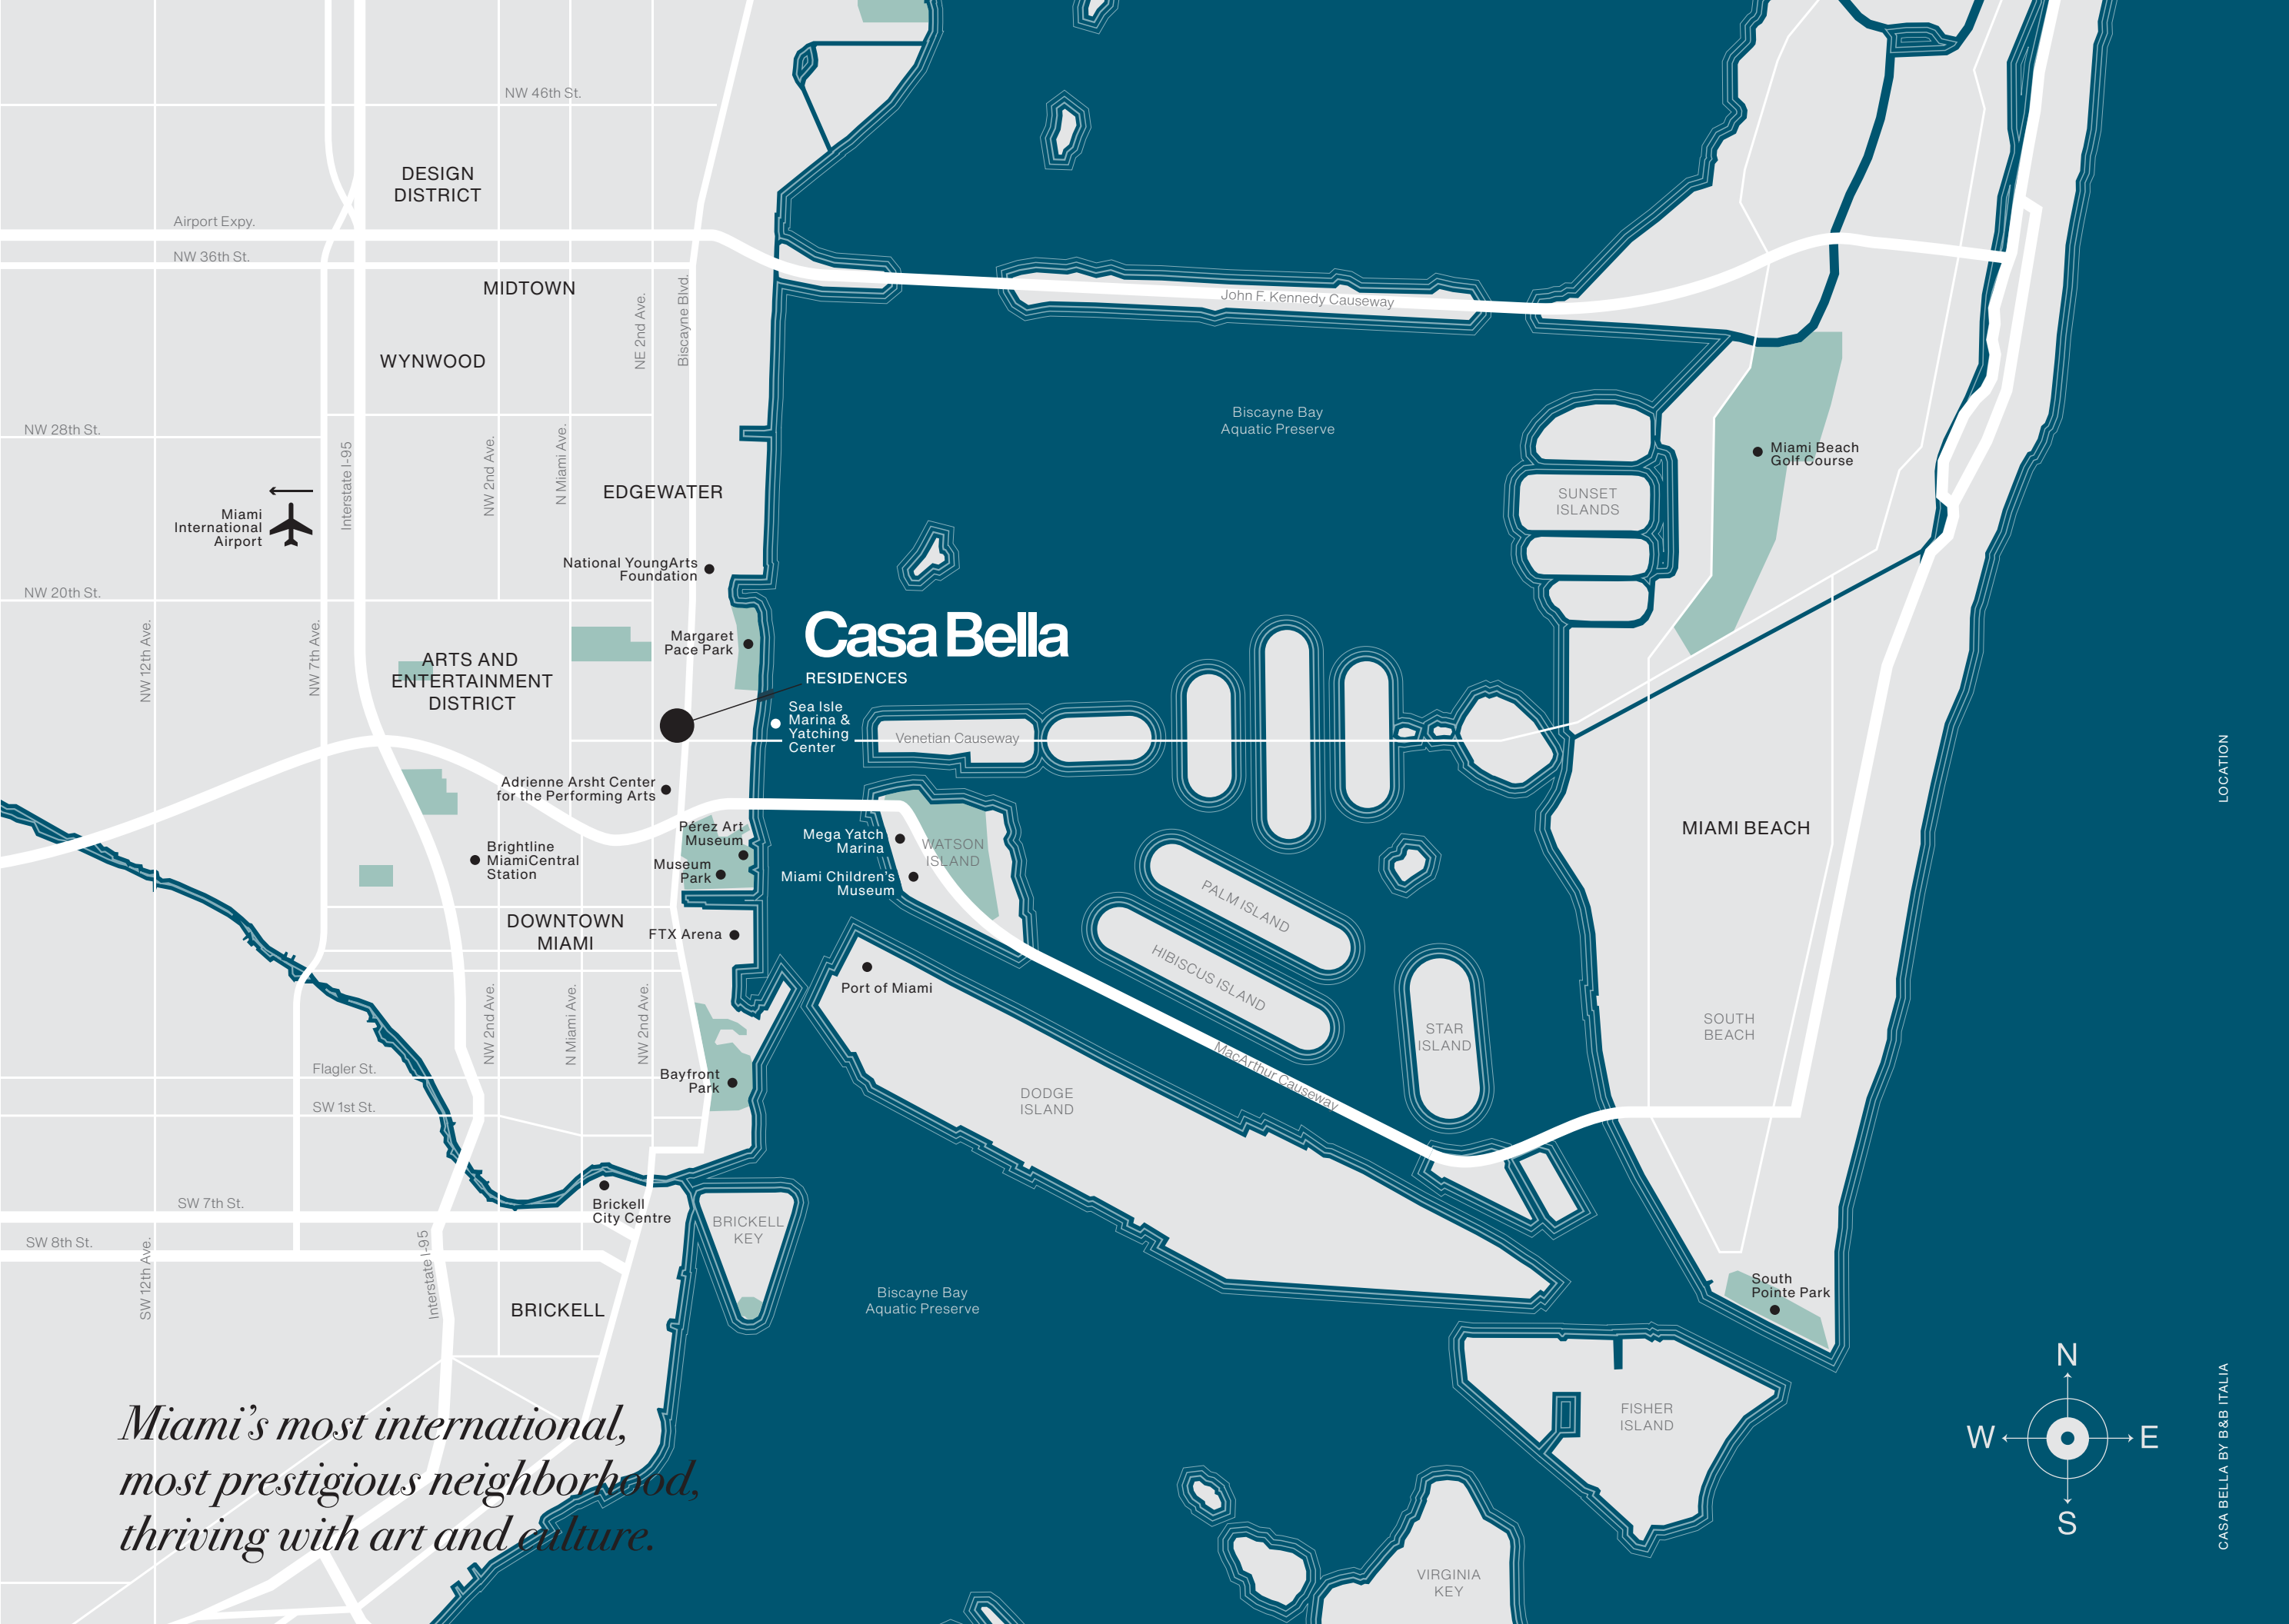 NW 46th St.
DESIGN
DISTRICT
Airport Expy.
NW 36th St.
MIDTOWN
NE 2nd Ave.
Biscayne Blvd.
John F. Kennedy Causeway
WYNWOOD
Biscayne Bay
Aquatic Preserve
NW 28th St.
Interstate I-95
NW 2nd Ave.
N Miami Ave.
Miami Beach
Golf Course
EDGEWATER
SUNSET
ISLANDS
Miami
International
Airport
National YoungArts
Foundation
NW 20th St.
NW 12th Ave.
NW 7th Ave.
Casa Bella
RESIDENCES
Margaret
Pace Park
ARTS AND
ENTERTAINMENT
DISTRICT
Sea Isle
Marina &
Yatching
Center
Venetian Causeway
LOCATION
Adrienne Arsht Center
for the Performing Arts
Pérez Art
Museum
Museum
Park
Mega Yatch
Marina
WATSON
ISLAND
Miami Children's
Museum
MIAMI BEACH
Brightline
MiamiCentral
Station
PALM ISLAND
HIBISCUS ISLAND
DOWNTOWN
MIAMI
FTX Arena
Port of Miami
NW 2nd Ave.
N Miami Ave.
NW 2nd Ave.
STAR
ISLAND
SOUTH
BEACH
MacArthur Causeway
Flagler St.
Bayfront
Park
DODGE
ISLAND
SW 1st St.
SW 7th St.
Brickell
City Centre
BRICKELL
KEY
SW 8th St.
SW 12th Ave.
Interstate I-95
BRICKELL
Biscayne Bay
Aquatic Preserve
South
Pointe Park
FISHER
ISLAND
N
W
E
S
CASA BELLA BY B&B ITALIA
Miami's most international,
most prestigious neighborhood,
thriving with art and culture.
VIRGINIA
KEY